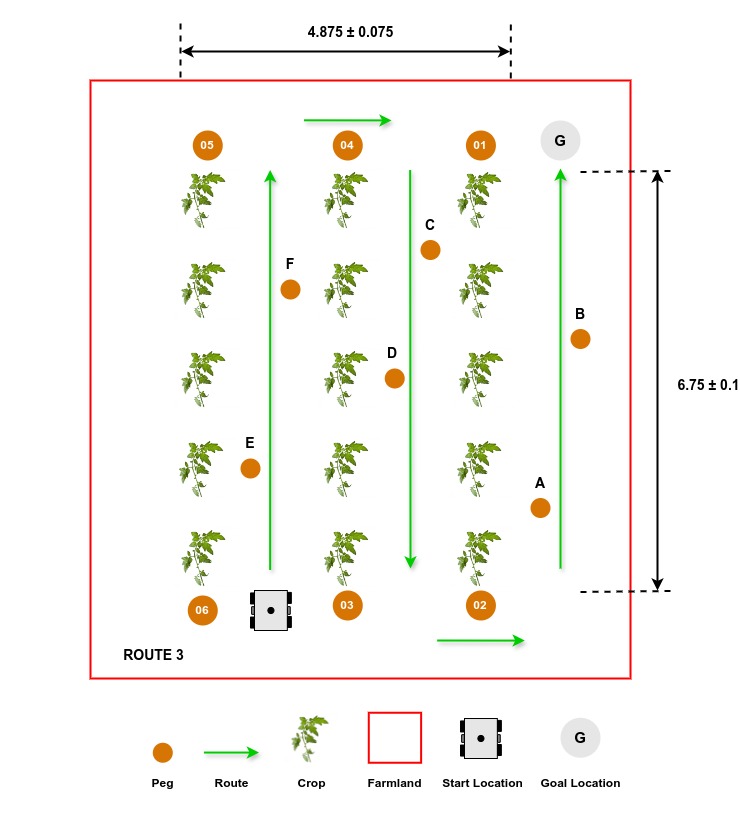 4.875 ± 0.075
05
04
01
G
C
F
B
D
6.75 ± 0.1
E
A
06
03
02
ROUTE 3
G
Peg
Route
Crop
Farmland
Start Location
Goal Location